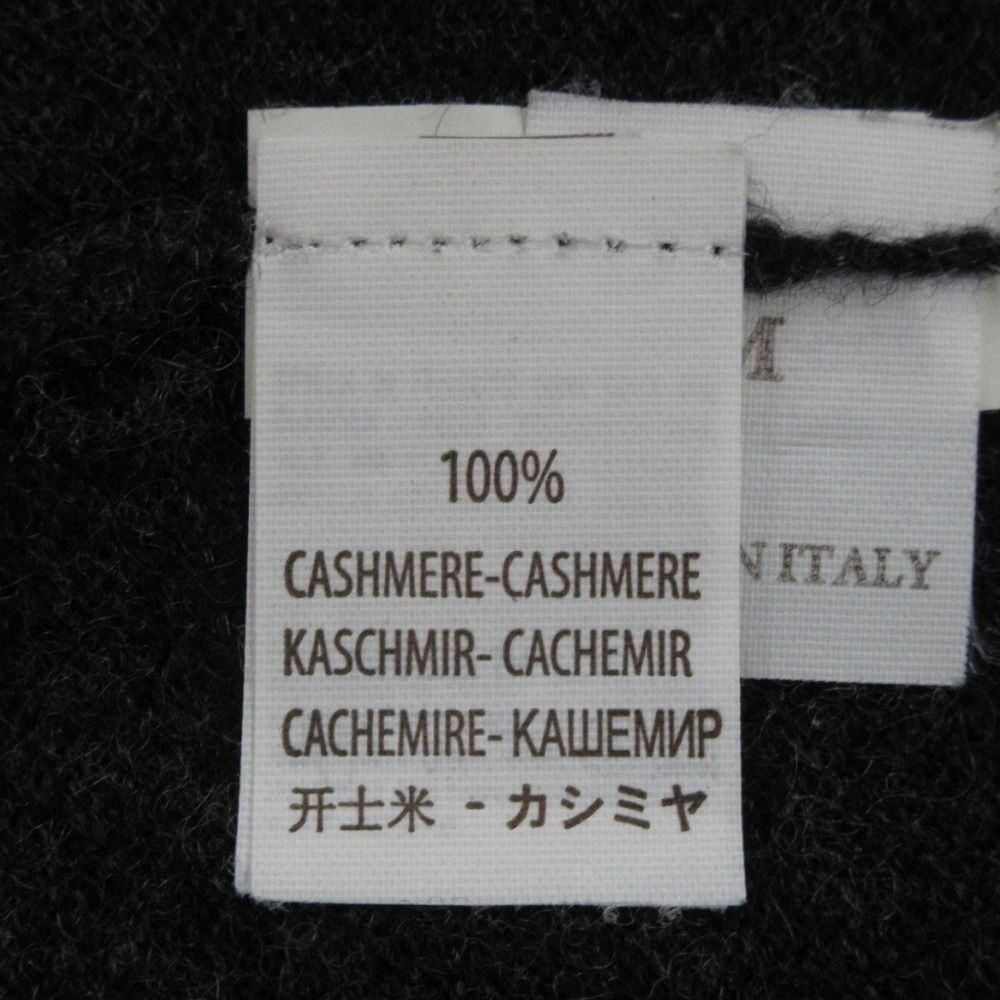 100%
CASHMERE-CASHMERE
KASCHMIR- CACHEMIR
CACHEMIRE- КАШЕМИР
开士米 - カシミヤ
M
N ITALY